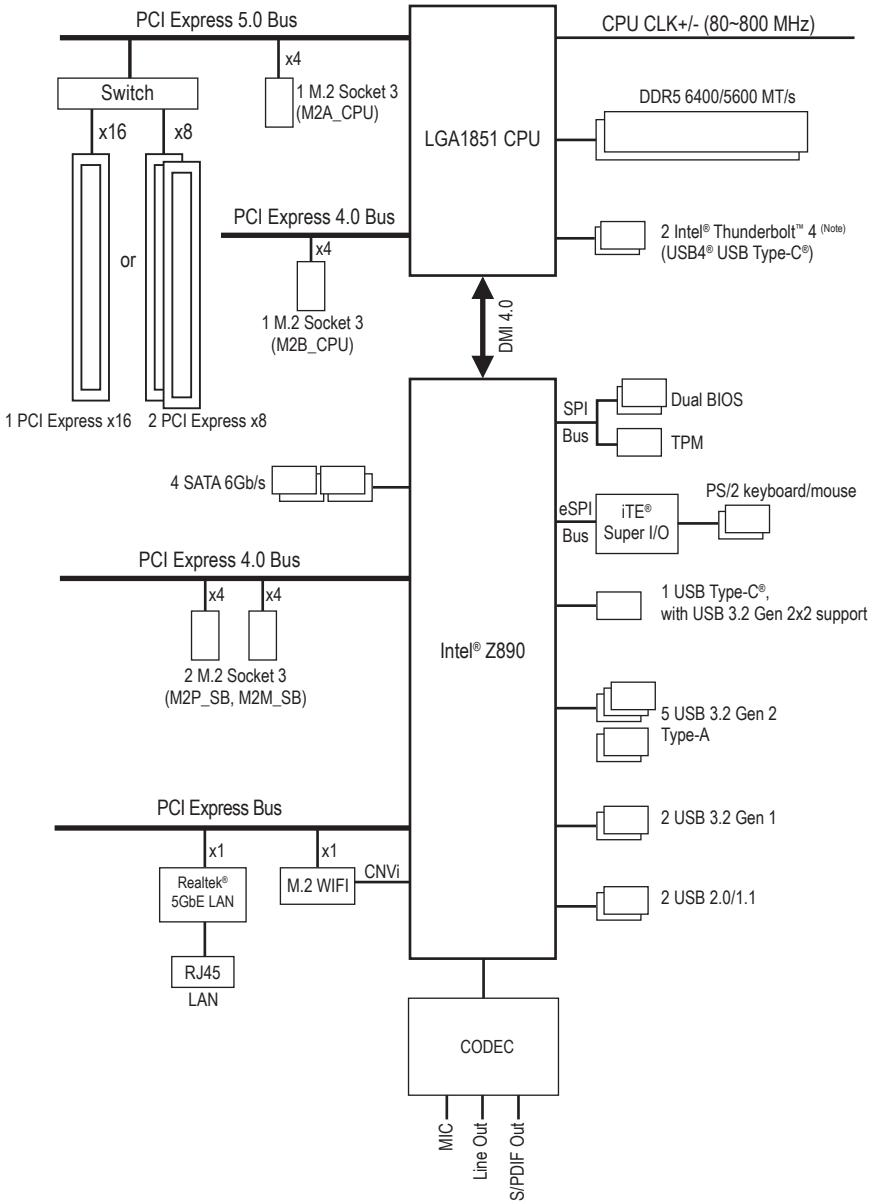 PCI Express 5.0 Bus
CPU CLK+/- (80~800 MHz)
x4
Switch
1 M.2 Socket 3
(M2A_CPU)
DDR5 6400/5600 MT/s
x16
x8
LGA1851 CPU
PCI Express 4.0 Bus
x4
or
2 Intel® Thunderbolt™ 4 (Note)
(USB4® USB Type-C®)
1 M.2 Socket 3
(M2B_CPU)
DMI 4.0
1 PCI Express x16
2 PCI Express x8
SPI
Bus
Dual BIOS
TPM
4 SATA 6Gb/s
PS/2 keyboard/mouse
eSPI
Bus
iTE®
Super I/O
PCI Express 4.0 Bus
x4
x4
1 USB Type-C®,
with USB 3.2 Gen 2x2 support
Intel® Z890
2 M.2 Socket 3
(M2P_SB, M2M_SB)
5 USB 3.2 Gen 2
Type-A
PCI Express Bus
2 USB 3.2 Gen 1
x1
x1
Realtek®
5GbE LAN
M.2 WIFI
CNVi
2 USB 2.0/1.1
RJ45
LAN
CODEC
MIC
Line Out
S/PDIF Out